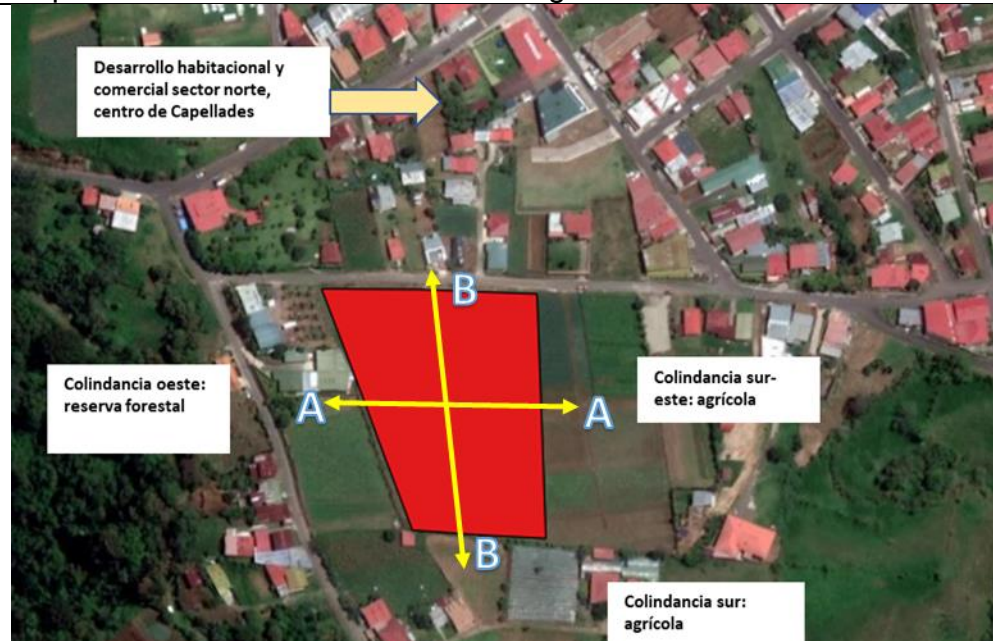 Desarrollo habitacional y
comercial sector norte,
centro de Capellades
B
Colindancia oeste:
reserva forestal
A
A
Colindancia sur-
este: agrícola
B
Colindancia sur:
agrícola